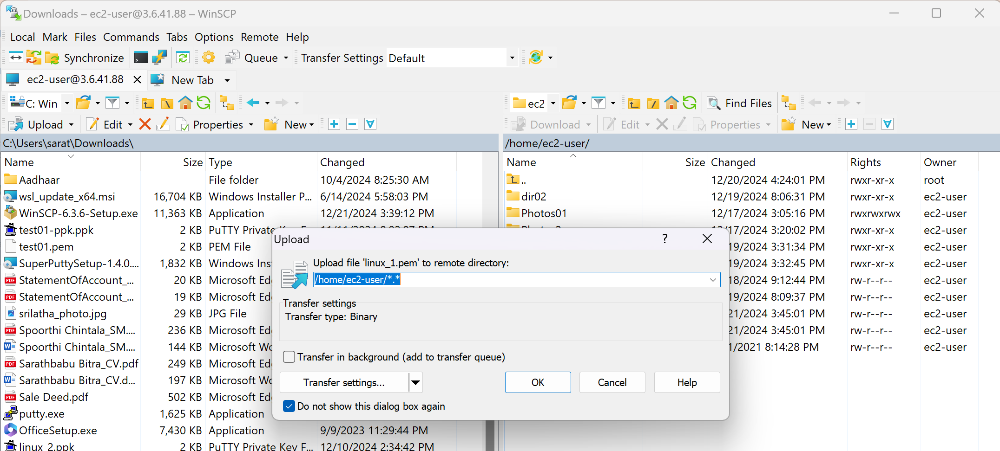 Downloads – ec2-user@3.6.41.88 – WinSCP
Local Mark Files Commands Tabs Options Remote Help
Synchronize Queue Transfer Settings Default
ec2-user@3.6.41.88 New Tab
C: Win ec2 Find Files
Upload Edit Properties New Download Edit Properties New
C:\Users\sarat\Downloads\ /home/ec2-user/
Name Size Type Changed Name Size Changed Rights Owner
Aadhaar File folder 10/4/2024 8:25:30 AM .. 12/20/2024 4:24:01 PM rwxr-xr-x root
wsl_update_x64.msi 16,704 KB Windows Installer P... 6/14/2024 5:58:03 PM dir02 12/19/2024 8:06:31 PM rwxr-xr-x ec2-user
WinSCP-6.3.6-Setup.exe 11,363 KB Application 12/21/2024 3:39:12 PM Photos01 12/17/2024 3:05:16 PM rwxrwxrwx ec2-user
test01-ppk.ppk 2 KB PuTTY Private Key F... 12/17/2024 3:20:02 PM rwxr-xr-x ec2-user
test01.pem 2 KB PEM File 19/2024 3:31:34 PM rwxr-xr-x ec2-user
SuperPuttySetup-1.4.0.... 1,832 KB Windows Ins 19/2024 3:32:45 PM rwxr-xr-x ec2-user
StatementOfAccount_... 20 KB Microsoft Ed 18/2024 9:12:44 PM rw-r--r-- ec2-user
StatementOfAccount_... 19 KB Microsoft Ed 19/2024 8:09:37 PM rw-r--r-- ec2-user
srilatha_photo.jpg 29 KB JPG File 21/2024 3:45:01 PM rw-r--r-- ec2-user
Spoorthi Chintala_SM.... 236 KB Microsoft Ed 21/2024 3:45:01 PM rw-r--r-- ec2-user
Spoorthi Chintala_SM.... 144 KB Microsoft Wo 1/2021 8:14:28 PM rw-r--r-- ec2-user
Sarathbabu Bitra_CV.pdf 249 KB Microsoft Ed
Sarathbabu Bitra_CV.d... 197 KB Microsoft Wo
Sale Deed.pdf 502 KB Microsoft Ed
putty.exe 1,625 KB Application
OfficeSetup.exe 7,430 KB Application 9/9/2023 11:29:44 PM
linux_2.ppk 2 KB PuTTY Private Key F... 12/10/2024 2:34:42 PM
Upload ?
Upload file 'linux_1.pem' to remote directory:
/home/ec2-user/*.*
Transfer settings
Transfer type: Binary
Transfer in background (add to transfer queue)
Transfer settings... OK Cancel Help
Do not show this dialog box again